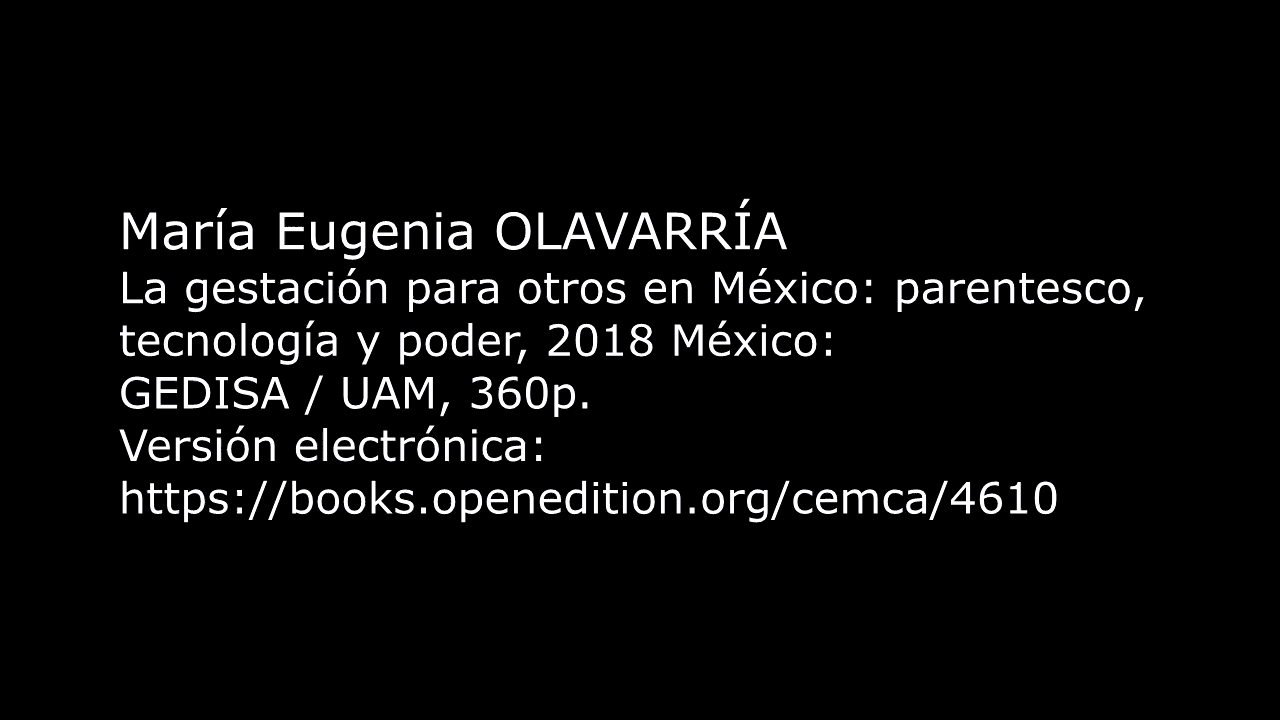 María Eugenia OLAVARRÍA
La gestación para otros en México: parentesco,
tecnología y poder, 2018 México:
GEDISA / UAM, 360p.
Versión electrónica:
https://books.openedition.org/cemca/4610